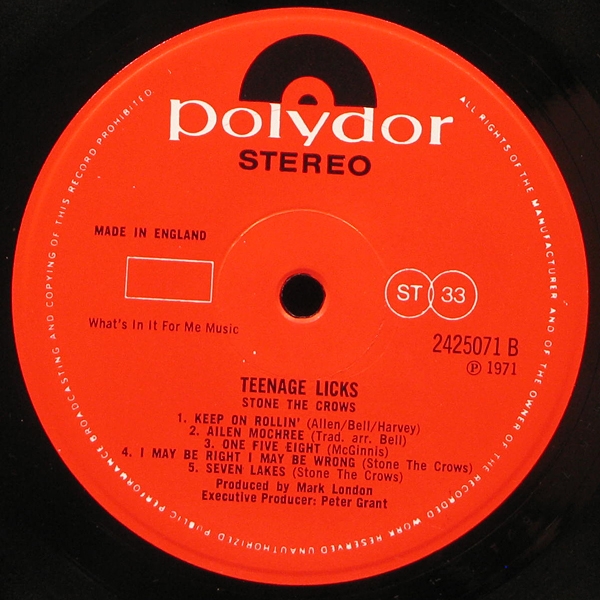 polydor
STEREO
ALL RIGHTS OF THE MANUFACTURER AND OF THE OWNER OF THE RECORDED WORK RESERVED UNAUTHORIZED PUBLIC PERFORMANCE BROADCASTING AND COPYING OF THIS RECORD PROHIBITED
MADE IN ENGLAND
ST 33
What's In It For Me Music
2425071 B
℗ 1971
TEENAGE LICKS
STONE THE CROWS
1. KEEP ON ROLLIN' (Allen/Bell/Harvey)
2. AILEN MOCHREE (Trad. arr. Bell)
3. ONE FIVE EIGHT (McGinnis)
4. I MAY BE RIGHT I MAY BE WRONG (Stone The Crows)
5. SEVEN LAKES (Stone The Crows)
Produced by Mark London
Executive Producer: Peter Grant